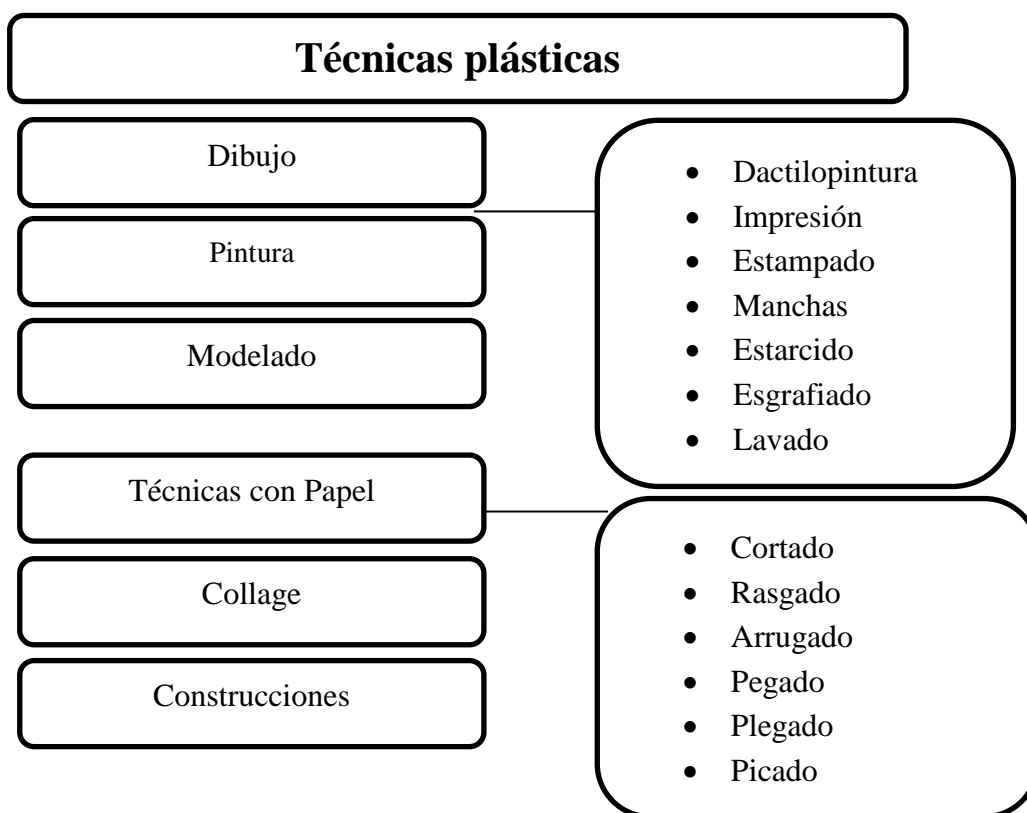 Técnicas plásticas
Dibujo
Pintura
Modelado
• Dactilopintura
• Impresión
• Estampado
• Manchas
• Estarcido
• Esgrafiado
• Lavado
Técnicas con Papel
Collage
Construcciones
• Cortado
• Rasgado
• Arrugado
• Pegado
• Plegado
• Picado